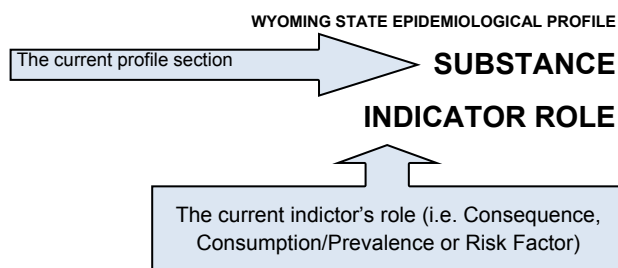 WYOMING STATE EPIDEMIOLOGICAL PROFILE
The current profile section
SUBSTANCE
INDICATOR ROLE
The current indictor's role (i.e. Consequence,
Consumption/Prevalence or Risk Factor)